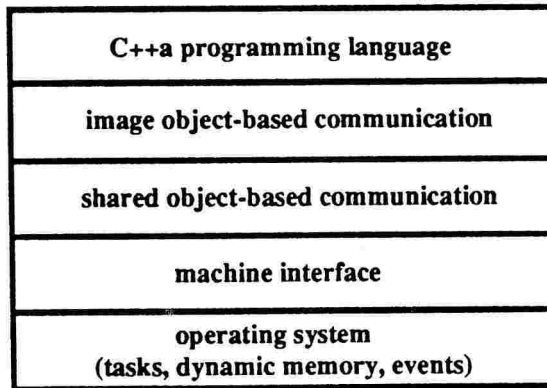 C++a programming language
image object-based communication
shared object-based communication
machine interface
operating system
(tasks, dynamic memory, events)